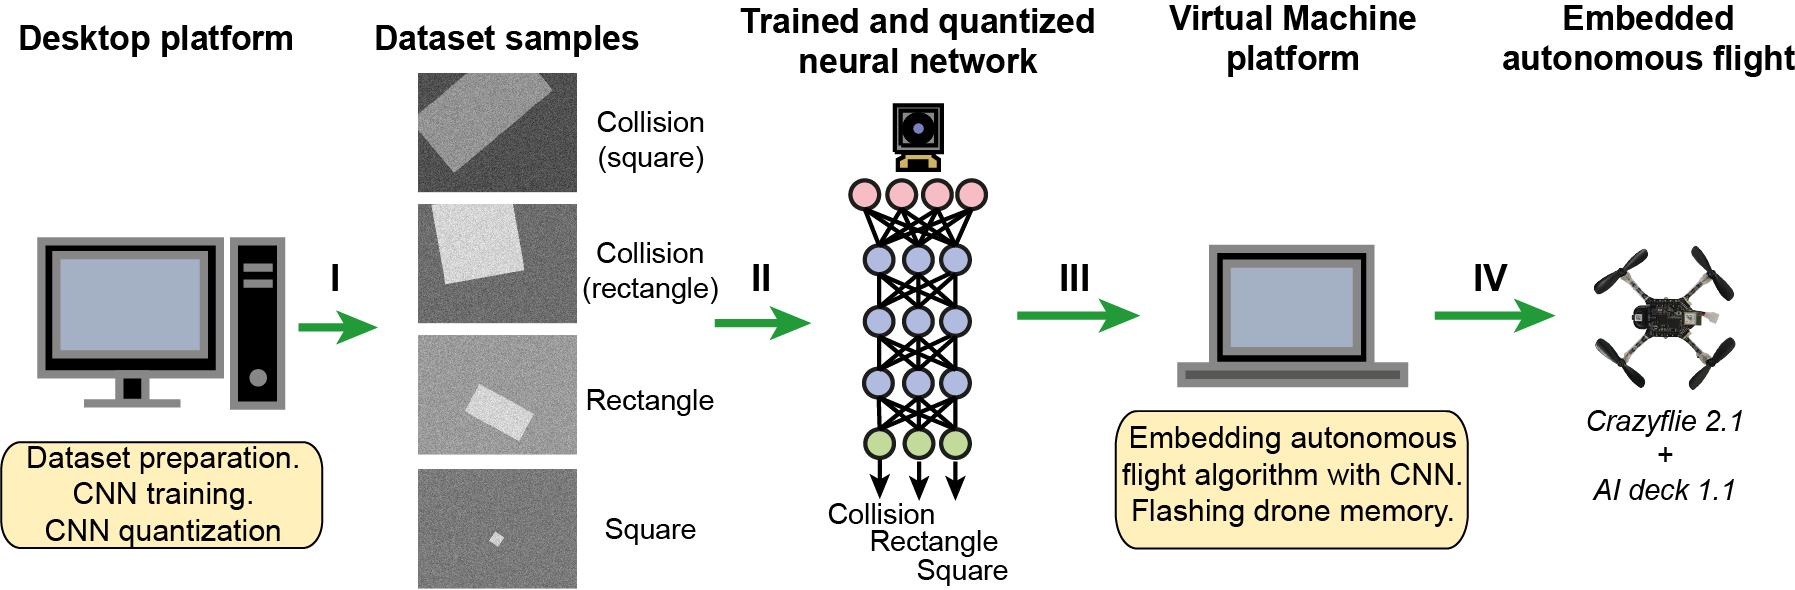 Desktop platform
Dataset samples
Trained and quantized
neural network
Virtual Machine
platform
Embedded
autonomous flight
Collision
(square)
Collision
(rectangle)
Rectangle
Square
I
II
III
IV
Dataset preparation.
CNN training.
CNN quantization
Collision
Rectangle
Square
Embedding autonomous
flight algorithm with CNN.
Flashing drone memory.
Crazyflie 2.1
+
AI deck 1.1